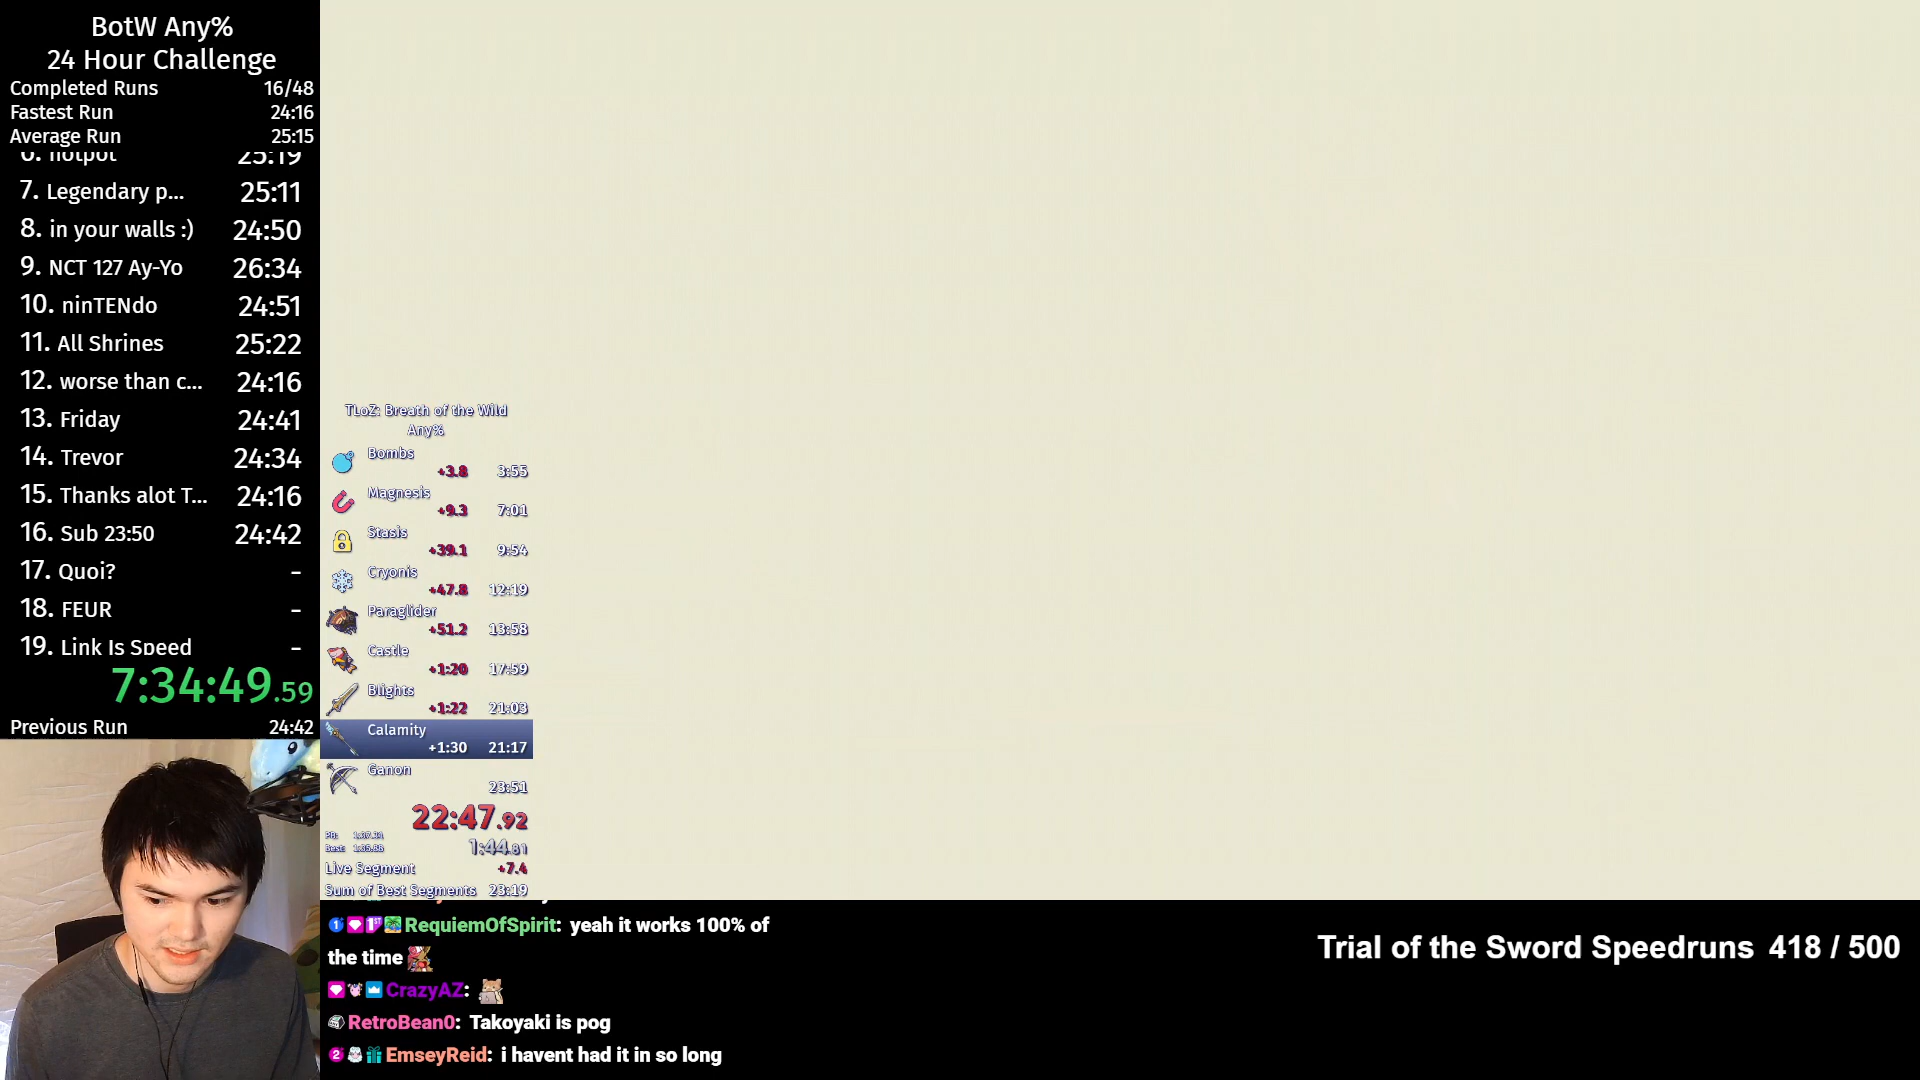 BotW Any%
24 Hour Challenge
Completed Runs 16/48
Fastest Run 24:16
Average Run 25:15
6. hotpot 25:19
7. Legendary p... 25:11
8. in your walls :) 24:50
9. NCT 127 Ay-Yo 26:34
10. ninTENdo 24:51
11. All Shrines 25:22
12. worse than c... 24:16
13. Friday 24:41
14. Trevor 24:34
15. Thanks alot T... 24:16
16. Sub 23:50 24:42
17. Quoi? -
18. FEUR -
19. Link Is Speed -
7:34:49.59
Previous Run 24:42
TLoZ: Breath of the Wild
Any%
Bombs
+3.8 3:55
Magnesis
+9.3 7:01
Stasis
+39.1 9:54
Cryonis
+47.8 12:19
Paraglider
+51.2 13:58
Castle
+1:20 17:59
Blights
+1:22 21:03
Calamity
+1:30 21:17
Ganon
23:51
22:47.92
PB:
Best:
1:44.81
Live Segment +7.4
Sum of Best Segments 23:19
RequiemOfSpirit: yeah it works 100% of
the time
CrazyAZ:
RetroBean0: Takoyaki is pog
EmseyReid: i havent had it in so long
Trial of the Sword Speedruns 418 / 500